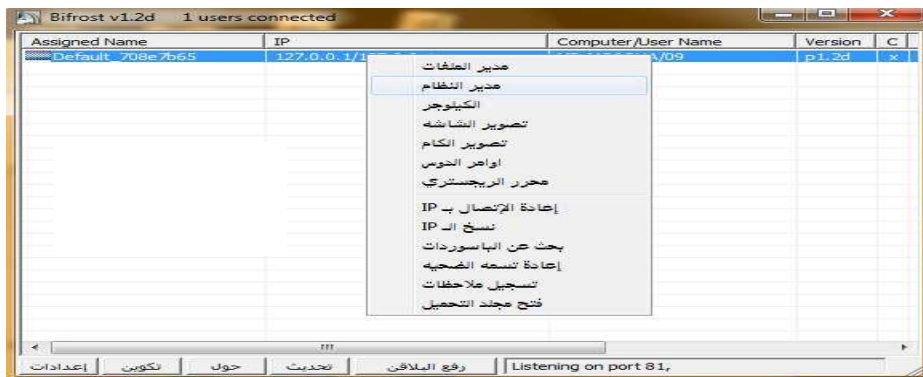 Bifrost v1.2d 1 users connected
Assigned Name IP Computer/User Name Version C
Default_708e7b65 127.0.0.1/ A/09 p1.2d x
مدير الملفات
مدير النظام
الكيلوجر
تصوير الشاشه
تصوير الكام
اوامر الدوس
محرر الريجستري
إعادة الإتصال بـ IP
نسخ الـ IP
بحث عن الباسوردات
إعادة تسمه الضحيه
تسجيل ملاحظات
فتح مجلد التحميل
إعدادات تكوين حول تحديث رفع البلاقن Listening on port 81,